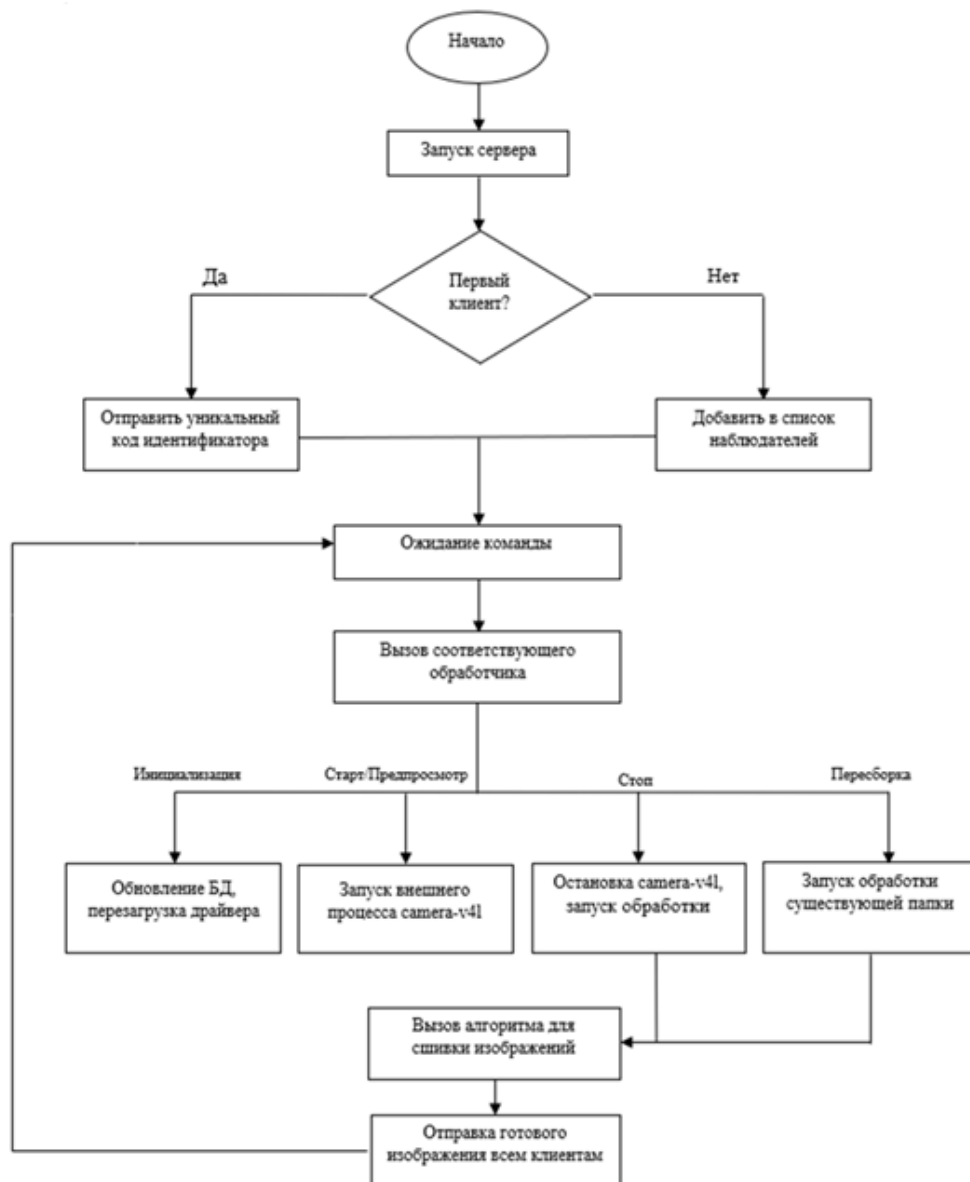 Начало
Запуск сервера
Да
Первый
клиент?
Нет
Отправить уникальный
код идентификатора
Добавить в список
наблюдателей
Ожидание команды
Вызов соответствующего
обработчика
Инициализация
Старт/Предпросмотр
Стоп
Пересборка
Обновление БД,
перезагрузка драйвера
Запуск внешнего
процесса camera-v4l
Остановка camera-v4l,
запуск обработки
Запуск обработки
существующей папки
Вызов алгоритма для
сшивки изображений
Отправка готового
изображения всем клиентам